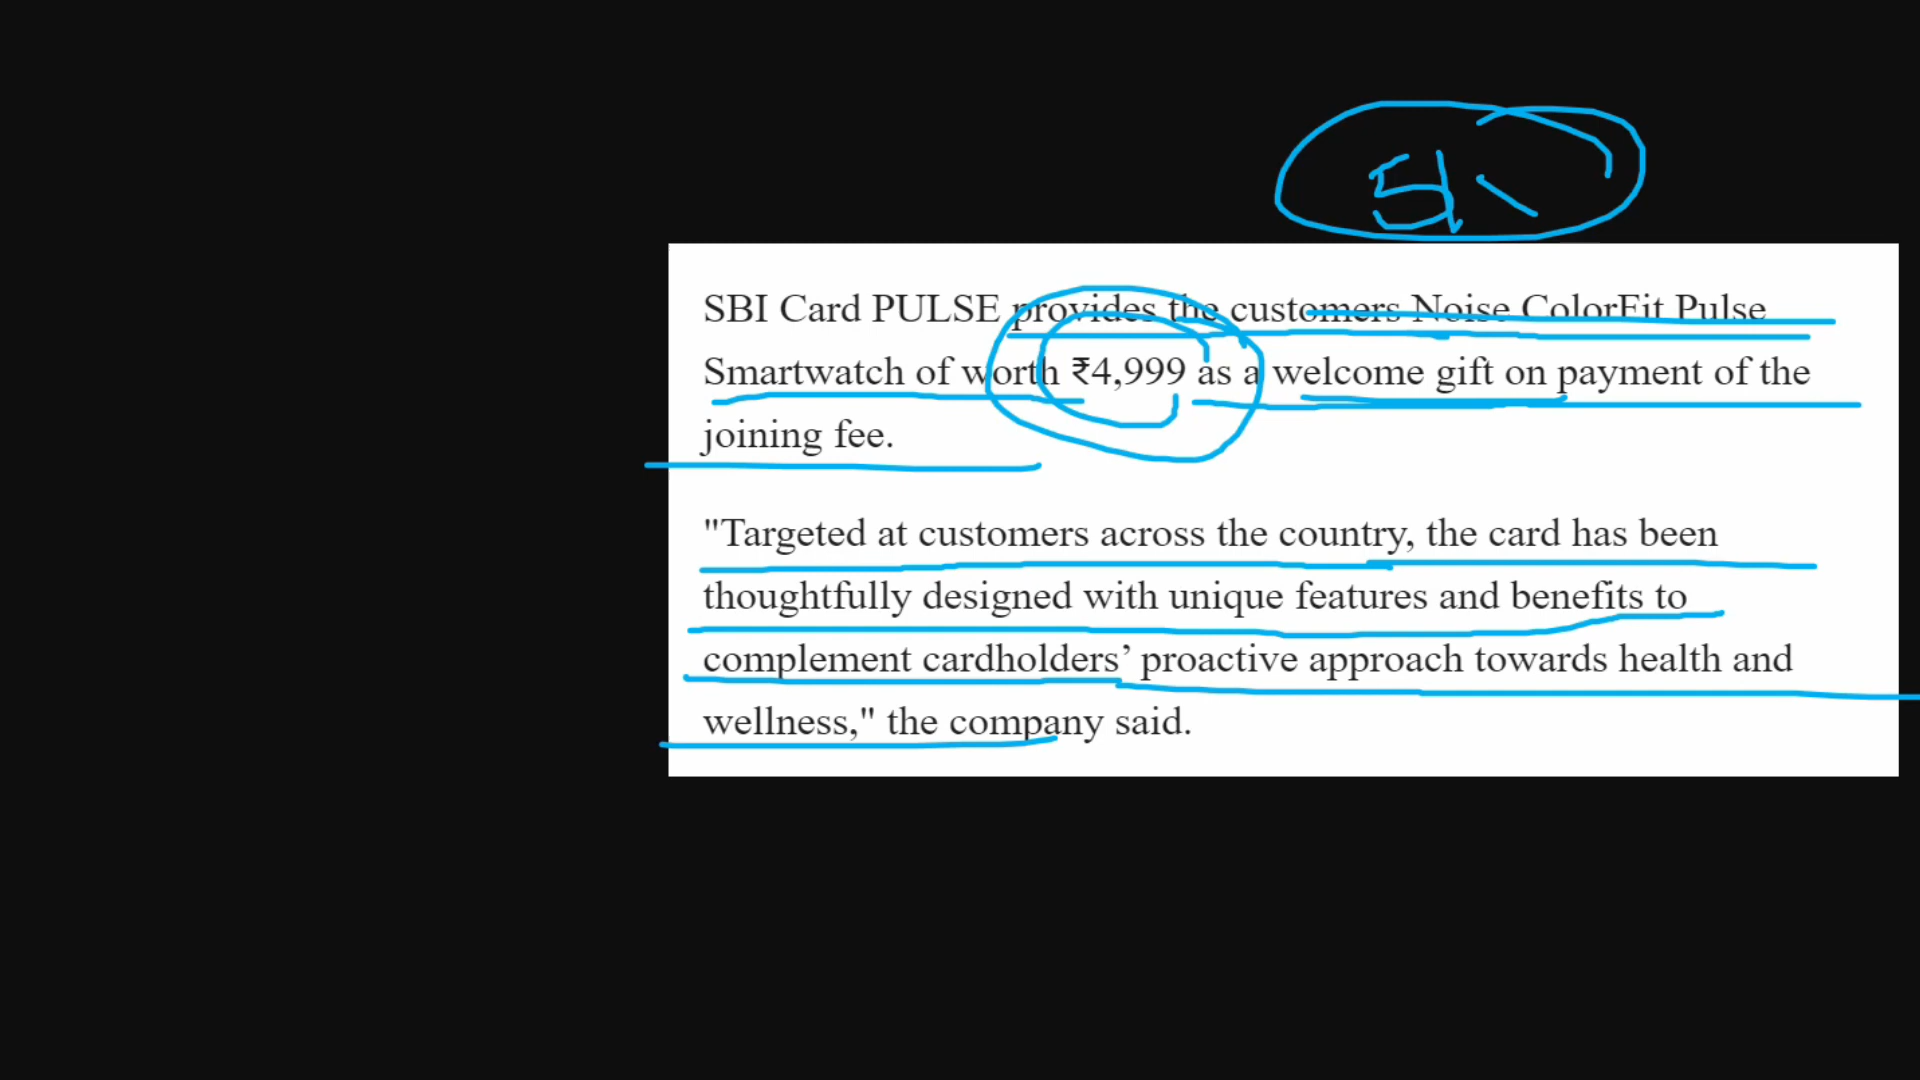 5k
SBI Card PULSE provides the customers Noise ColorFit Pulse
Smartwatch of worth ₹4,999 as a welcome gift on payment of the
joining fee.
"Targeted at customers across the country, the card has been
thoughtfully designed with unique features and benefits to
complement cardholders’ proactive approach towards health and
wellness," the company said.